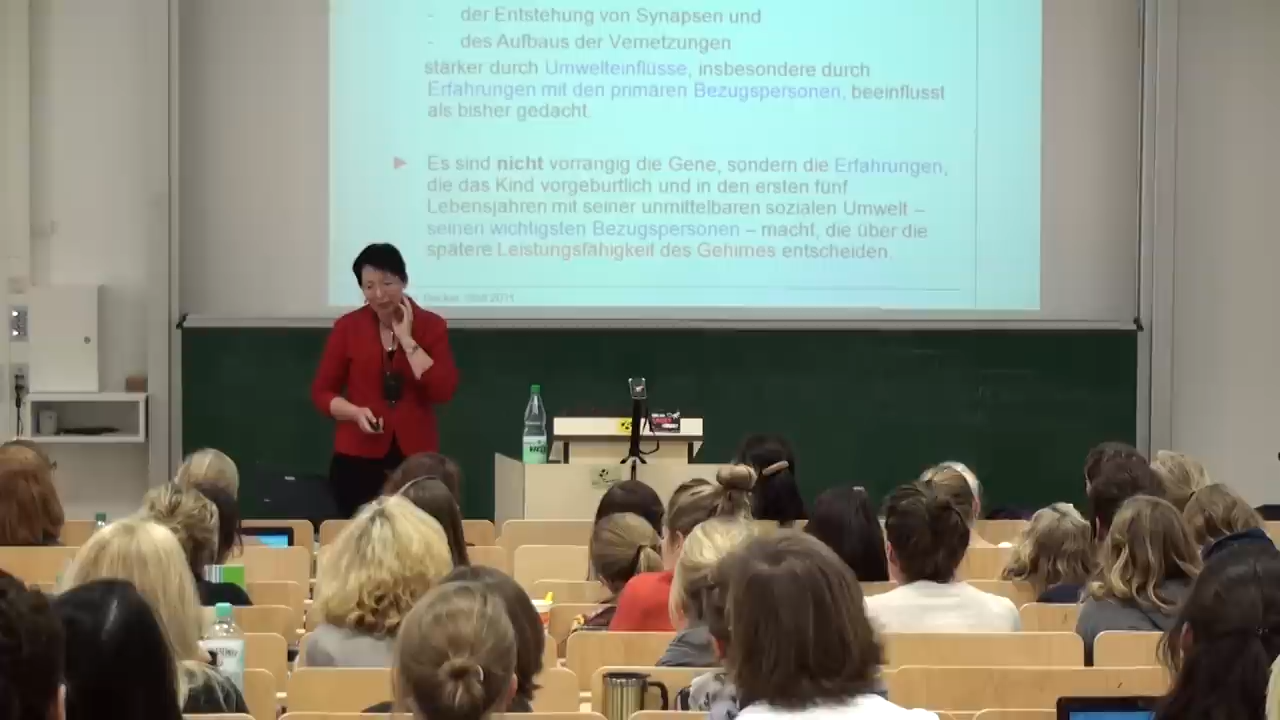 - der Entstehung von Synapsen und
- des Aufbaus der Vernetzungen
stärker durch Umwelteinflüsse, insbesondere durch
Erfahrungen mit den primären Bezugspersonen, beeinflusst
als bisher gedacht.
Es sind nicht vorrangig die Gene, sondern die Erfahrungen,
die das Kind vorgeburtlich und in den ersten fünf
Lebensjahren mit seiner unmittelbaren sozialen Umwelt –
seinen wichtigsten Bezugspersonen – macht, die über die
spätere Leistungsfähigkeit des Gehirnes entscheiden.